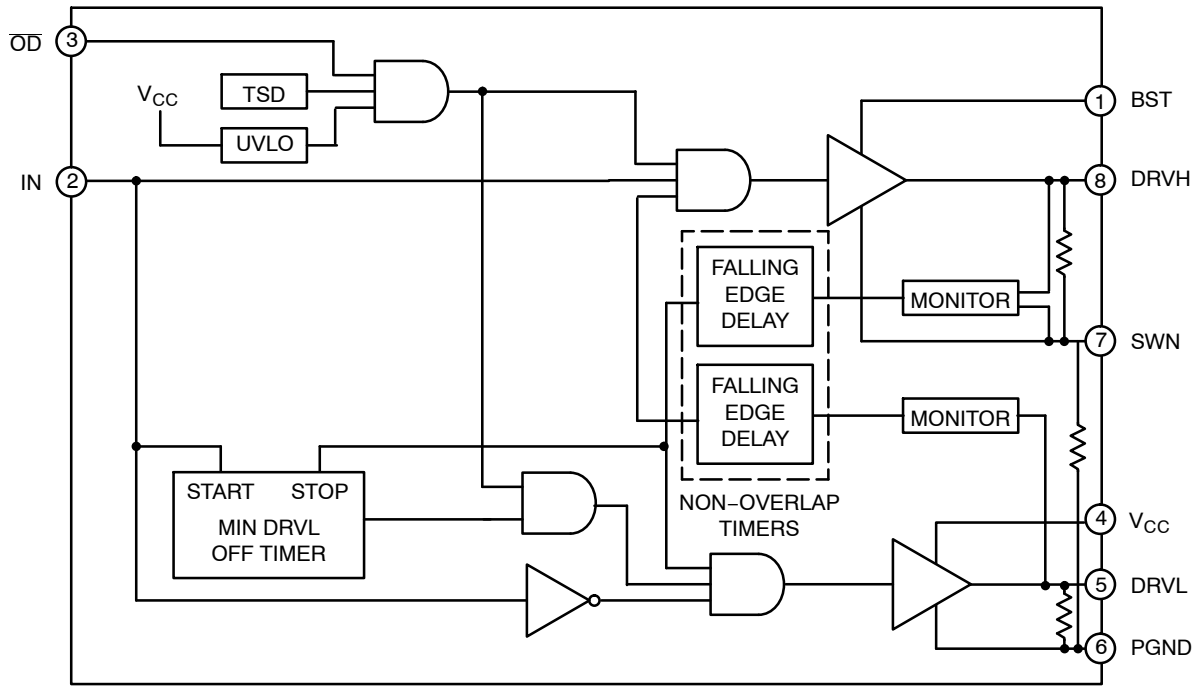 OD
3
TSD
VCC
UVLO
IN
2
1
BST
8
DRVH
FALLING
EDGE
DELAY
MONITOR
7
SWN
FALLING
EDGE
DELAY
MONITOR
START STOP
MIN DRVL
OFF TIMER
NON−OVERLAP
TIMERS
4
VCC
5
DRVL
6
PGND